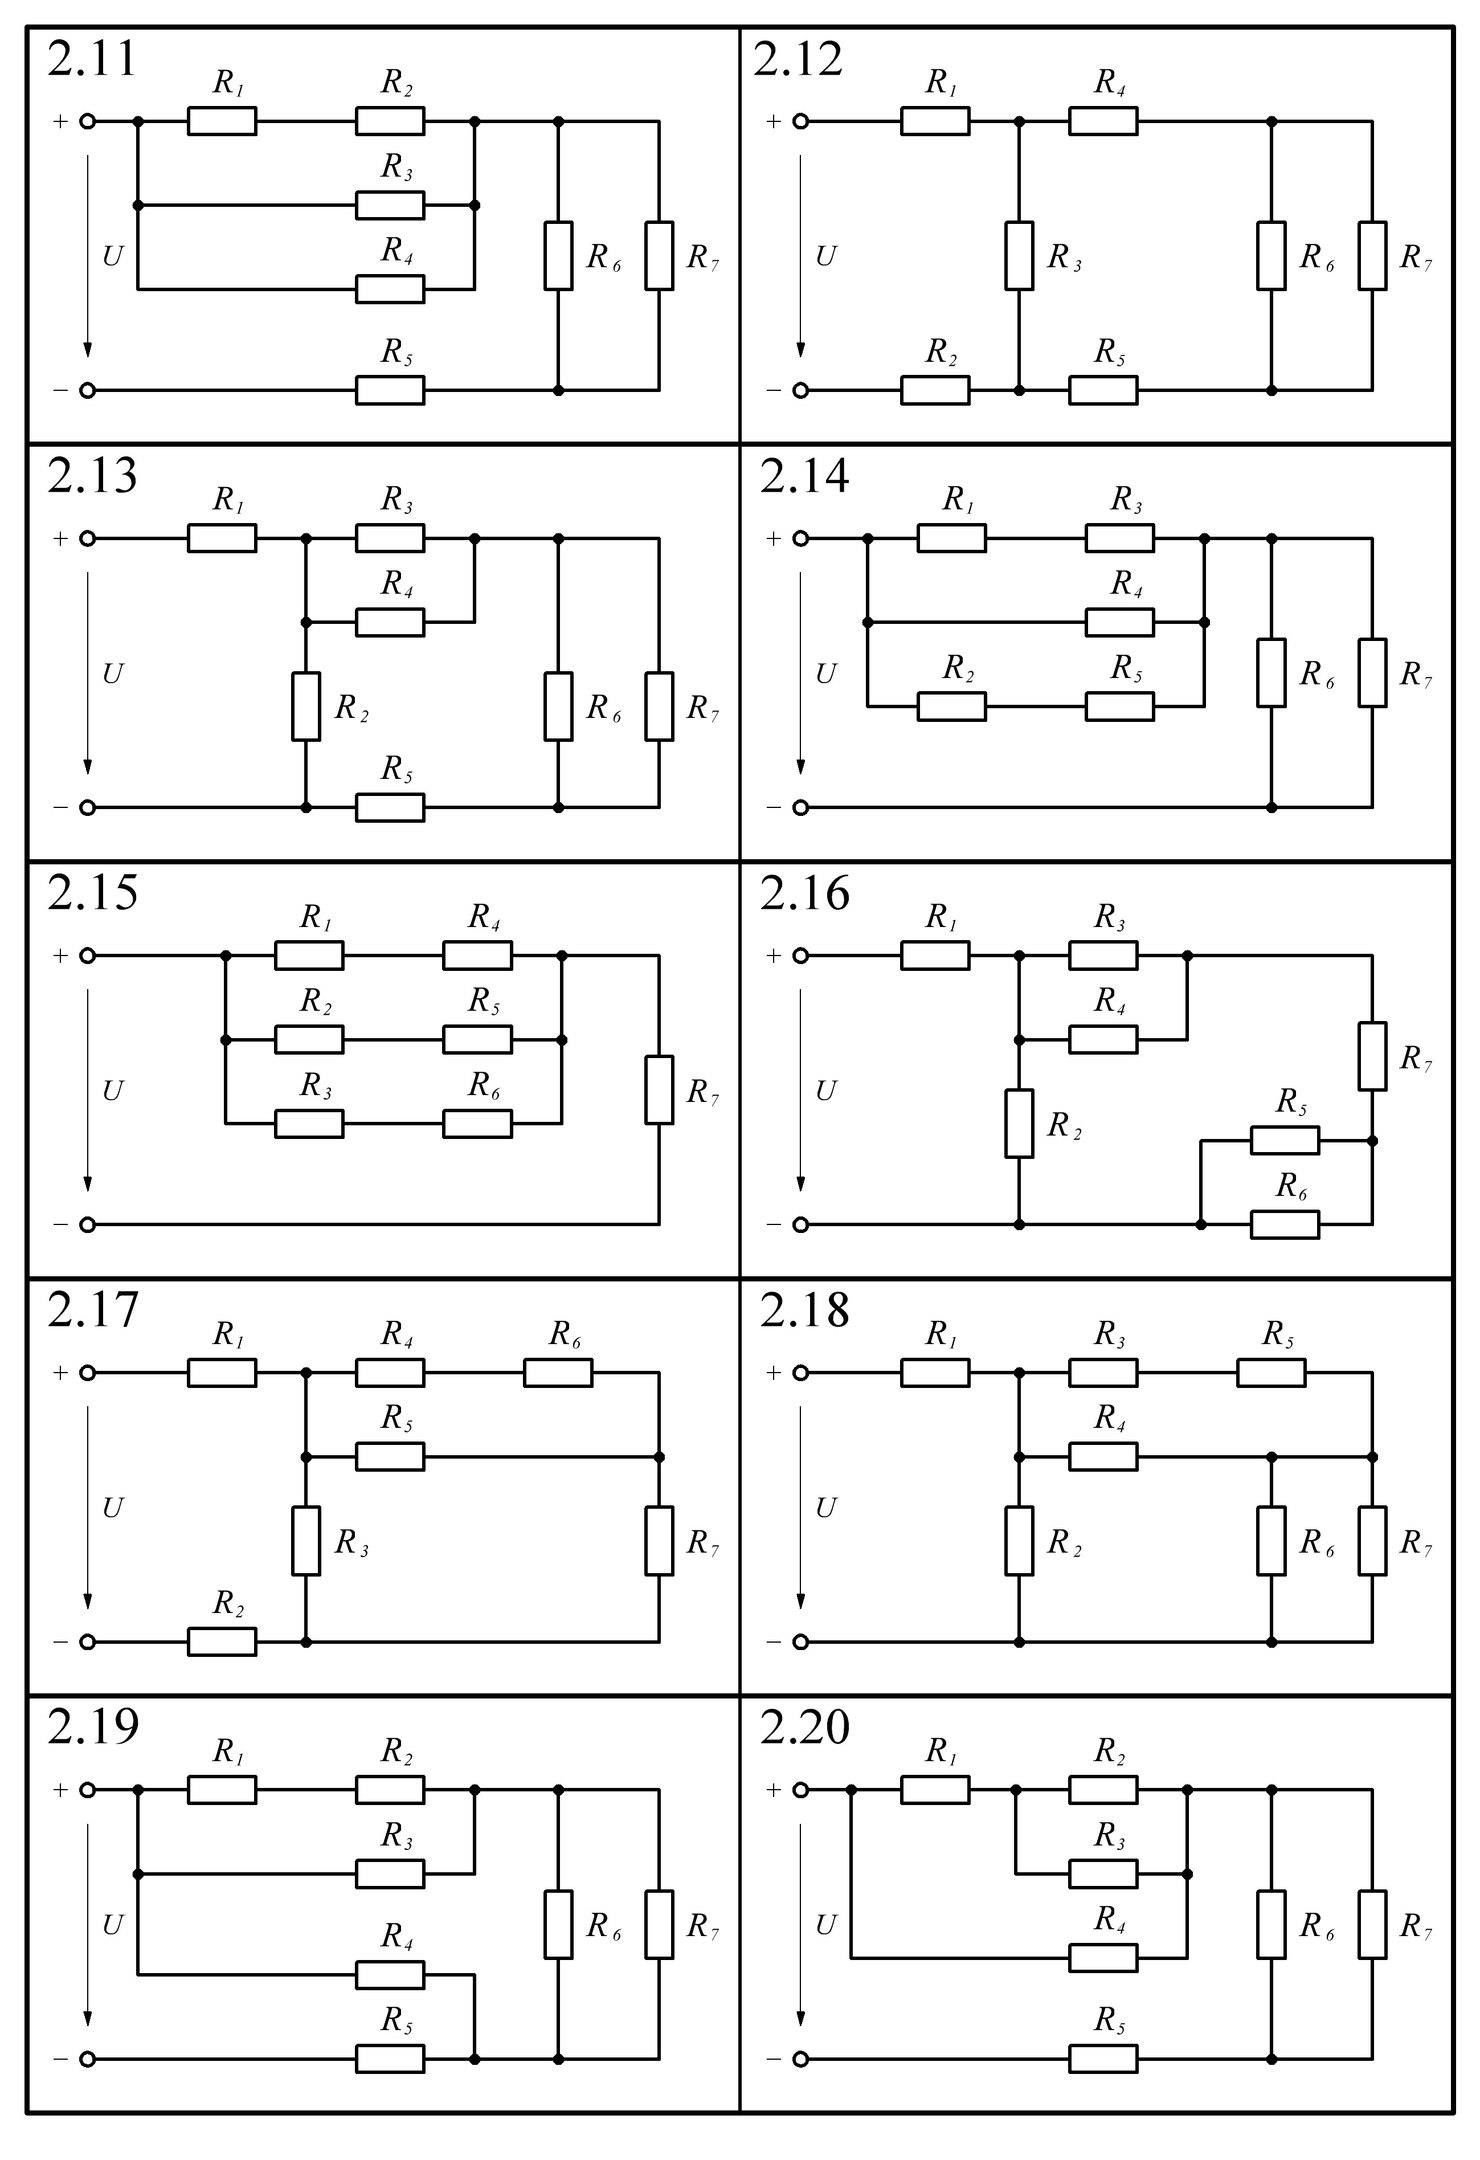 2.11
R1 R2
+
R3
R4
U R6 R7
R5
−
2.12
R1 R4
+
U R3 R6 R7
R2 R5
−
2.13
R1 R3
+
R4
U R2 R6 R7
R5
−
2.14
R1 R3
+
R4
U R2 R5 R6 R7
−
2.15
R1 R4
+
R2 R5
R3 R6
U R7
−
2.16
R1 R3
+
R4
U R7
R2 R5
R6
−
2.17
R1 R4 R6
+
R5
U R3 R7
R2
−
2.18
R1 R3 R5
+
R4
U R2 R6 R7
−
2.19
R1 R2
+
R3
U R4 R6 R7
R5
−
2.20
R1 R2
+
R3
U R4 R6 R7
R5
−